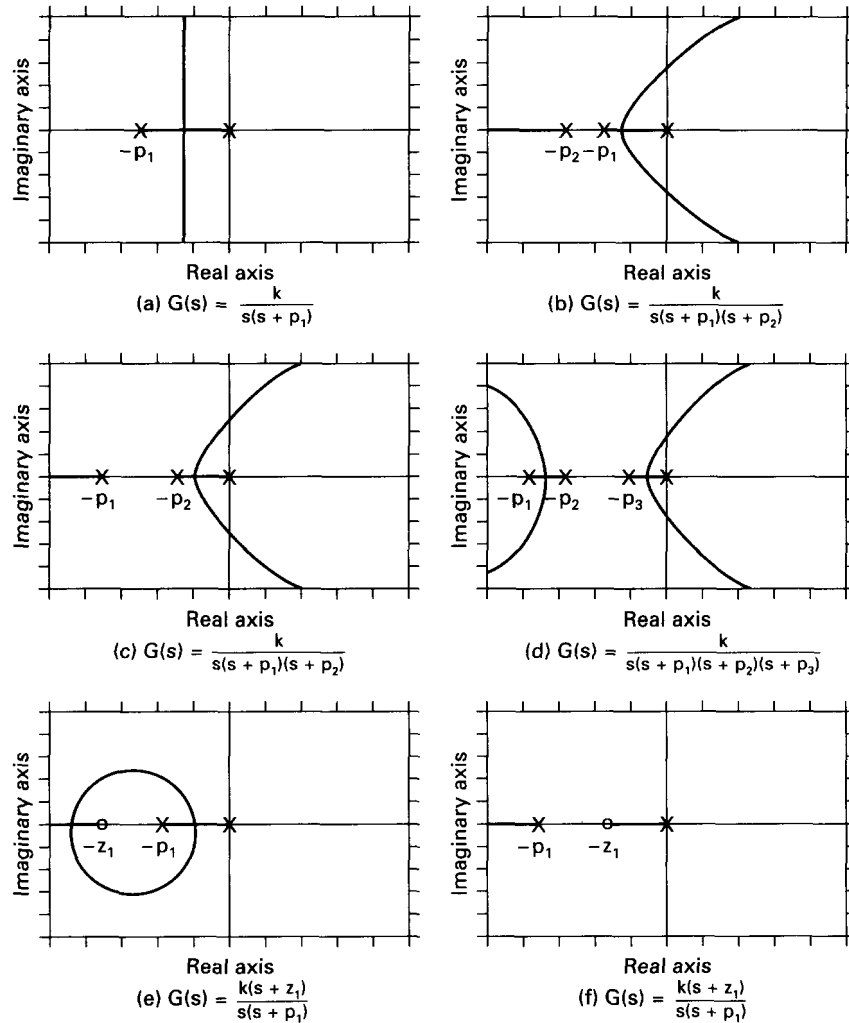 Imaginary axis
-p₁
Real axis
(a) G(s) = k / s(s + p₁)
Imaginary axis
-p₂ -p₁
Real axis
(b) G(s) = k / s(s + p₁)(s + p₂)
Imaginary axis
-p₁ -p₂
Real axis
(c) G(s) = k / s(s + p₁)(s + p₂)
Imaginary axis
-p₁ -p₂ -p₃
Real axis
(d) G(s) = k / s(s + p₁)(s + p₂)(s + p₃)
Imaginary axis
-z₁ -p₁
Real axis
(e) G(s) = k(s + z₁) / s(s + p₁)
Imaginary axis
-p₁ -z₁
Real axis
(f) G(s) = k(s + z₁) / s(s + p₁)